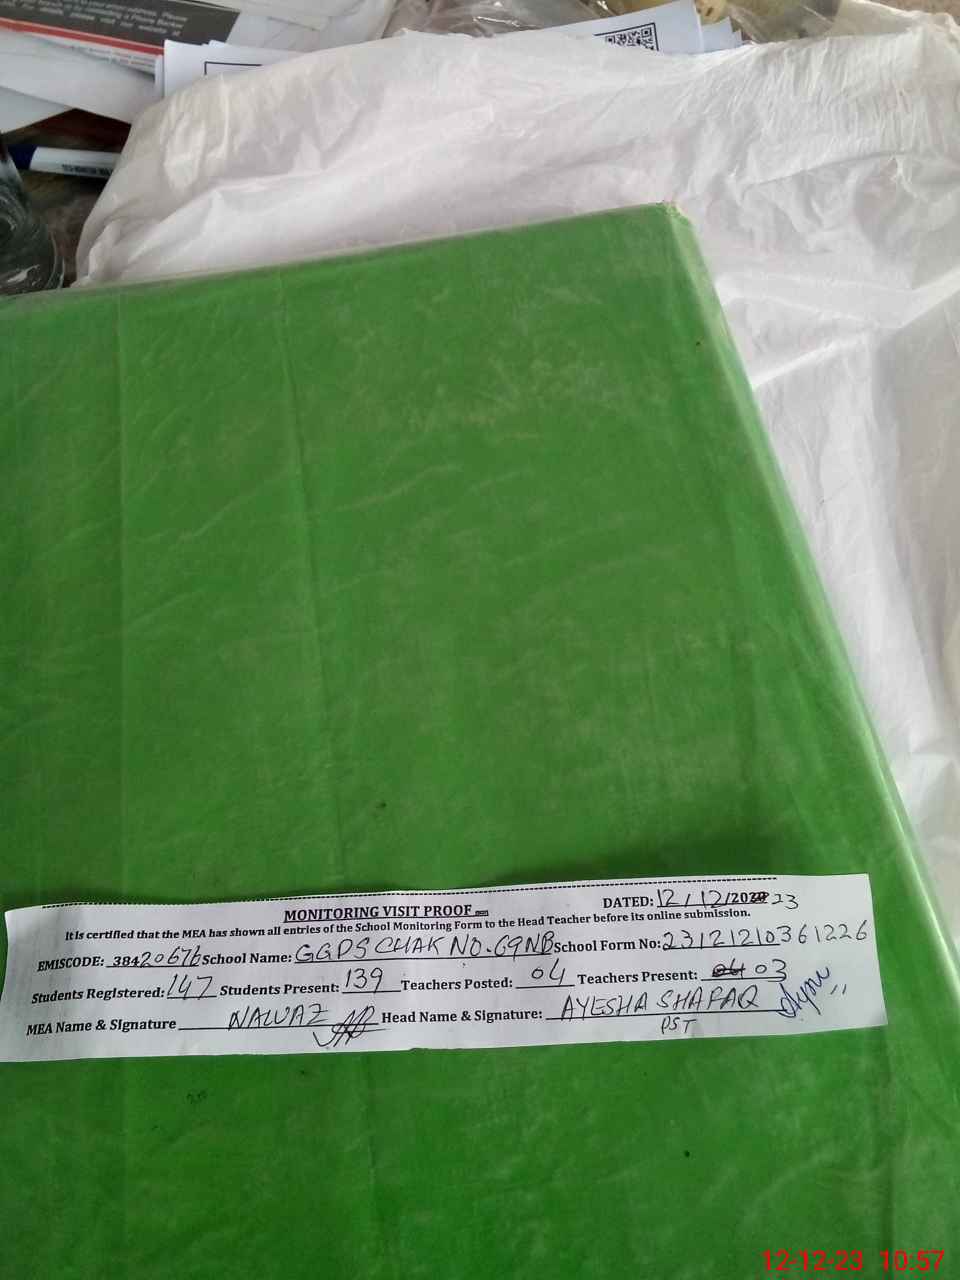 MONITORING VISIT PROOF
DATED: 12/12/2023
It is certified that the MEA has shown all entries of the School Monitoring Form to the Head Teacher before its online submission.
EMISCODE: 38420676 School Name: GGPS CHAK NO. 69NB School Form No: 23121210361226
Students Registered: 147 Students Present: 139 Teachers Posted: 04 Teachers Present: 03
MEA Name & Signature NAWAZ Head Name & Signature: AYESHA SHAFAQ
PST
12-12-23 10:57